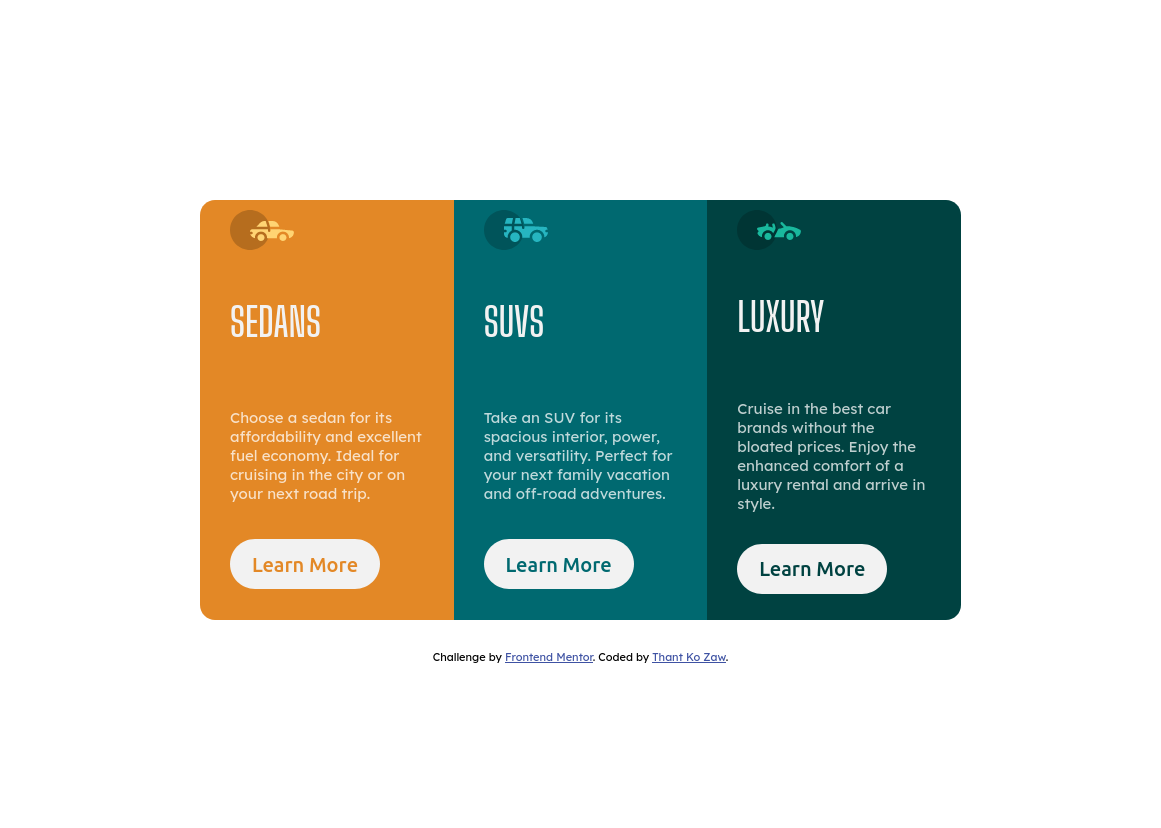 SEDANS
Choose a sedan for its
affordability and excellent
fuel economy. Ideal for
cruising in the city or on
your next road trip.
Learn More
SUVS
Take an SUV for its
spacious interior, power,
and versatility. Perfect for
your next family vacation
and off-road adventures.
Learn More
LUXURY
Cruise in the best car
brands without the
bloated prices. Enjoy the
enhanced comfort of a
luxury rental and arrive in
style.
Learn More
Challenge by Frontend Mentor. Coded by Thant Ko Zaw.